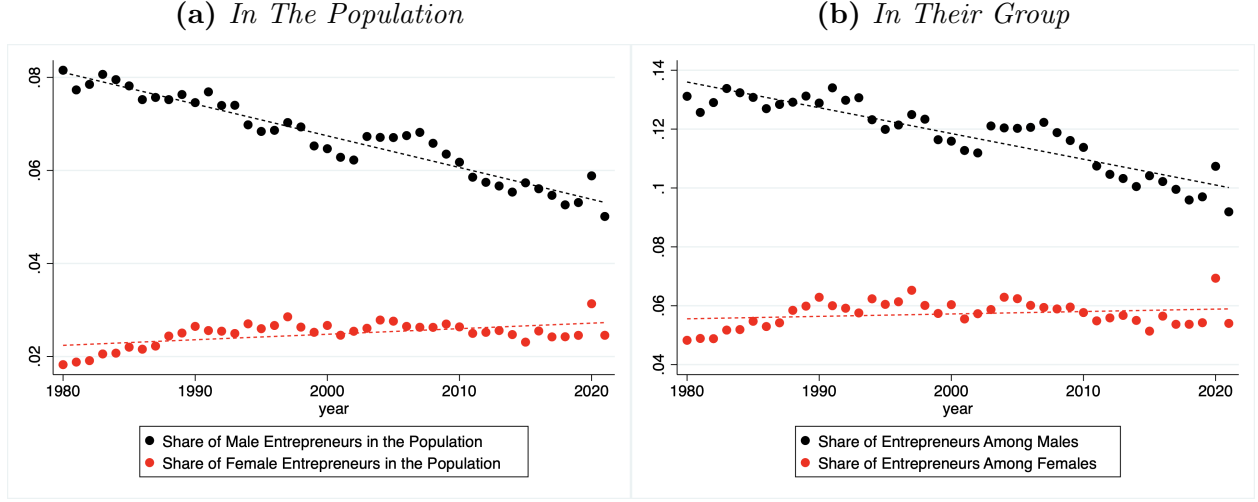 (a) In The Population
.08
.06
.04
.02
1980
1990
2000
2010
2020
year
Share of Male Entrepreneurs in the Population
Share of Female Entrepreneurs in the Population
(b) In Their Group
.14
.12
.1
.08
.06
.04
1980
1990
2000
2010
2020
year
Share of Entrepreneurs Among Males
Share of Entrepreneurs Among Females